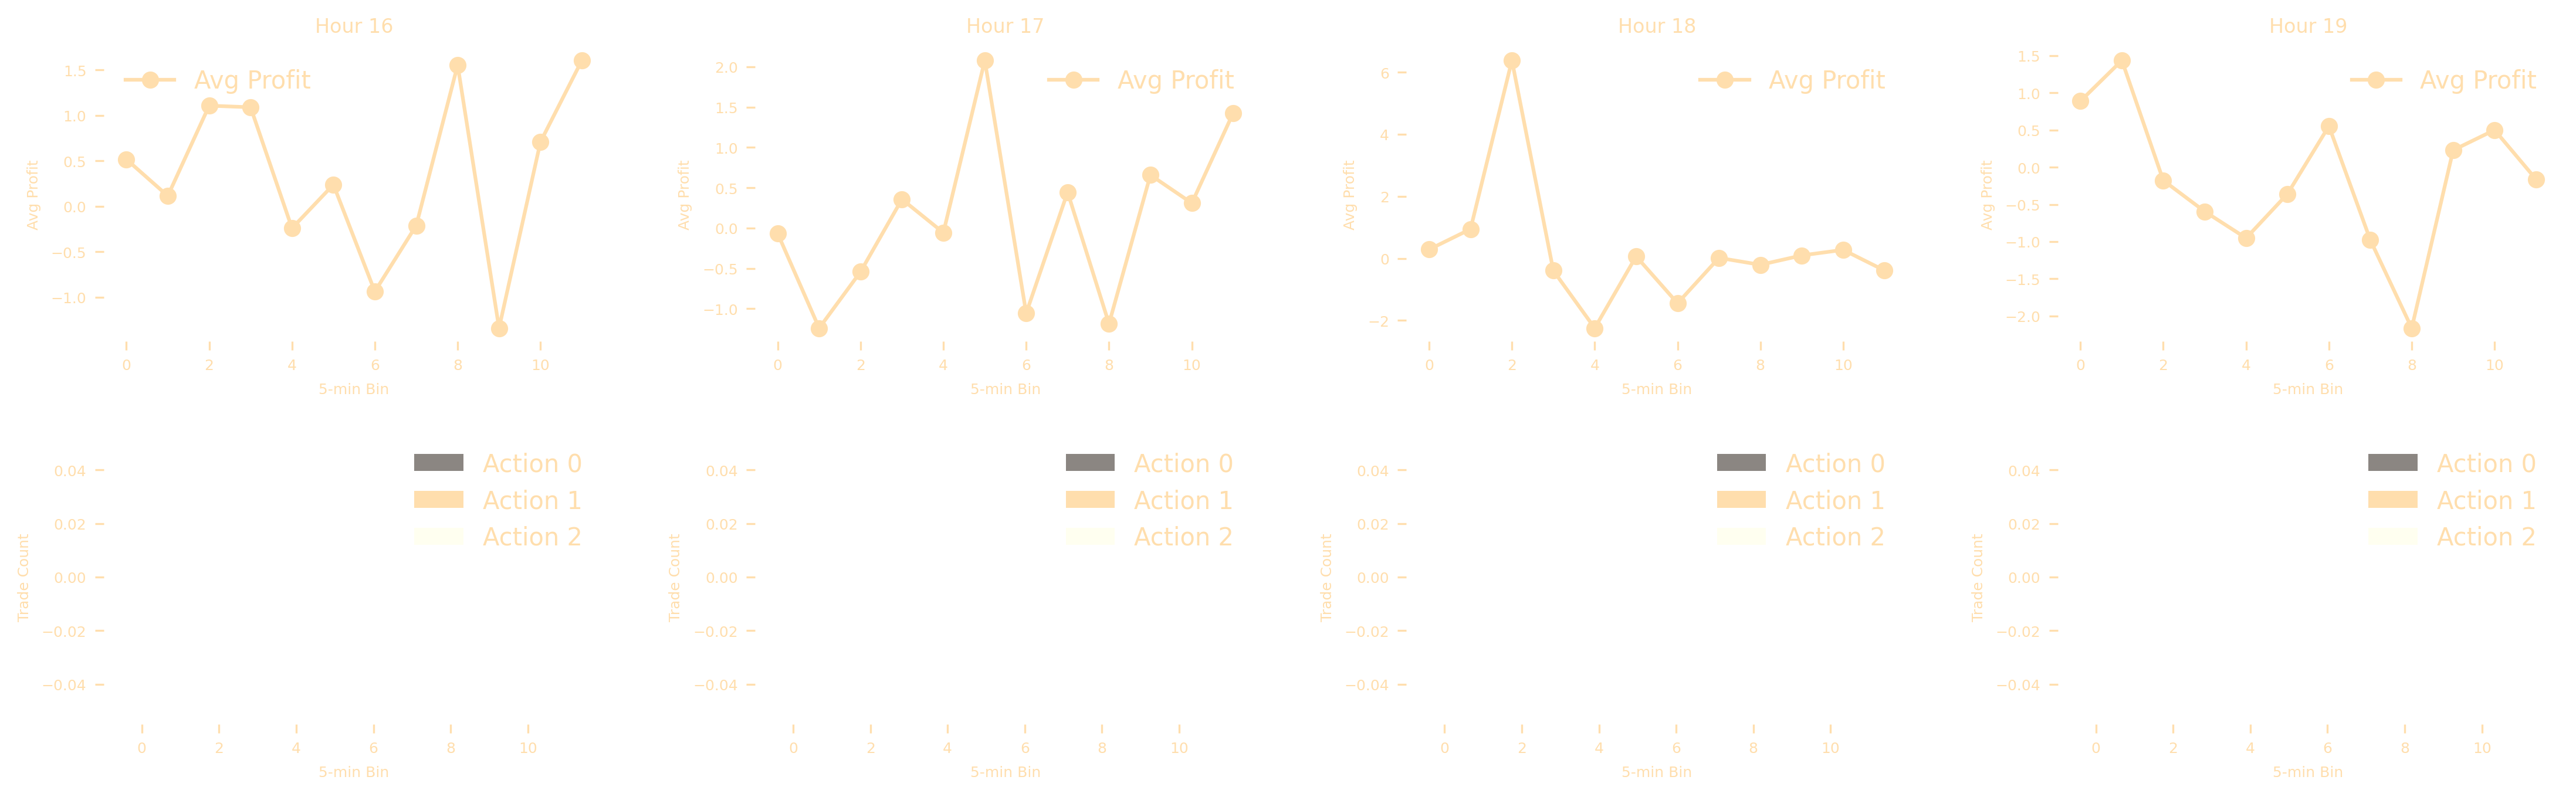 Hour 16
Avg Profit
1.5
1.0
0.5
0.0
−0.5
−1.0
Avg Profit
0 2 4 6 8 10
5-min Bin
Hour 17
Avg Profit
2.0
1.5
1.0
0.5
0.0
−0.5
−1.0
Avg Profit
0 2 4 6 8 10
5-min Bin
Hour 18
Avg Profit
6
4
2
0
−2
Avg Profit
0 2 4 6 8 10
5-min Bin
Hour 19
Avg Profit
1.5
1.0
0.5
0.0
−0.5
−1.0
−1.5
−2.0
Avg Profit
0 2 4 6 8 10
5-min Bin
Trade Count
0.04
0.02
0.00
−0.02
−0.04
Action 0
Action 1
Action 2
0 2 4 6 8 10
5-min Bin
Trade Count
0.04
0.02
0.00
−0.02
−0.04
Action 0
Action 1
Action 2
0 2 4 6 8 10
5-min Bin
Trade Count
0.04
0.02
0.00
−0.02
−0.04
Action 0
Action 1
Action 2
0 2 4 6 8 10
5-min Bin
Trade Count
0.04
0.02
0.00
−0.02
−0.04
Action 0
Action 1
Action 2
0 2 4 6 8 10
5-min Bin